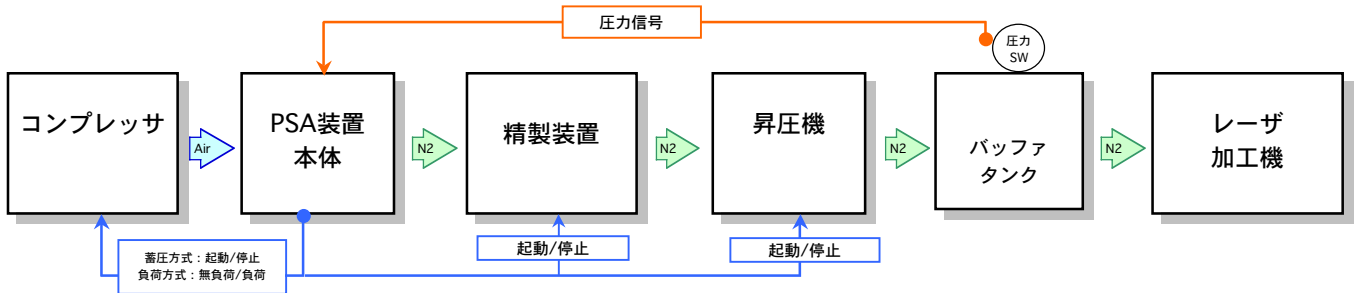 圧力信号
圧力
SW
コンプレッサ
Air
PSA装置
本体
N2
精製装置
N2
昇圧機
N2
バッファ
タンク
N2
レーザ
加工機
蓄圧方式:起動/停止
負荷方式:無負荷/負荷
起動/停止
起動/停止